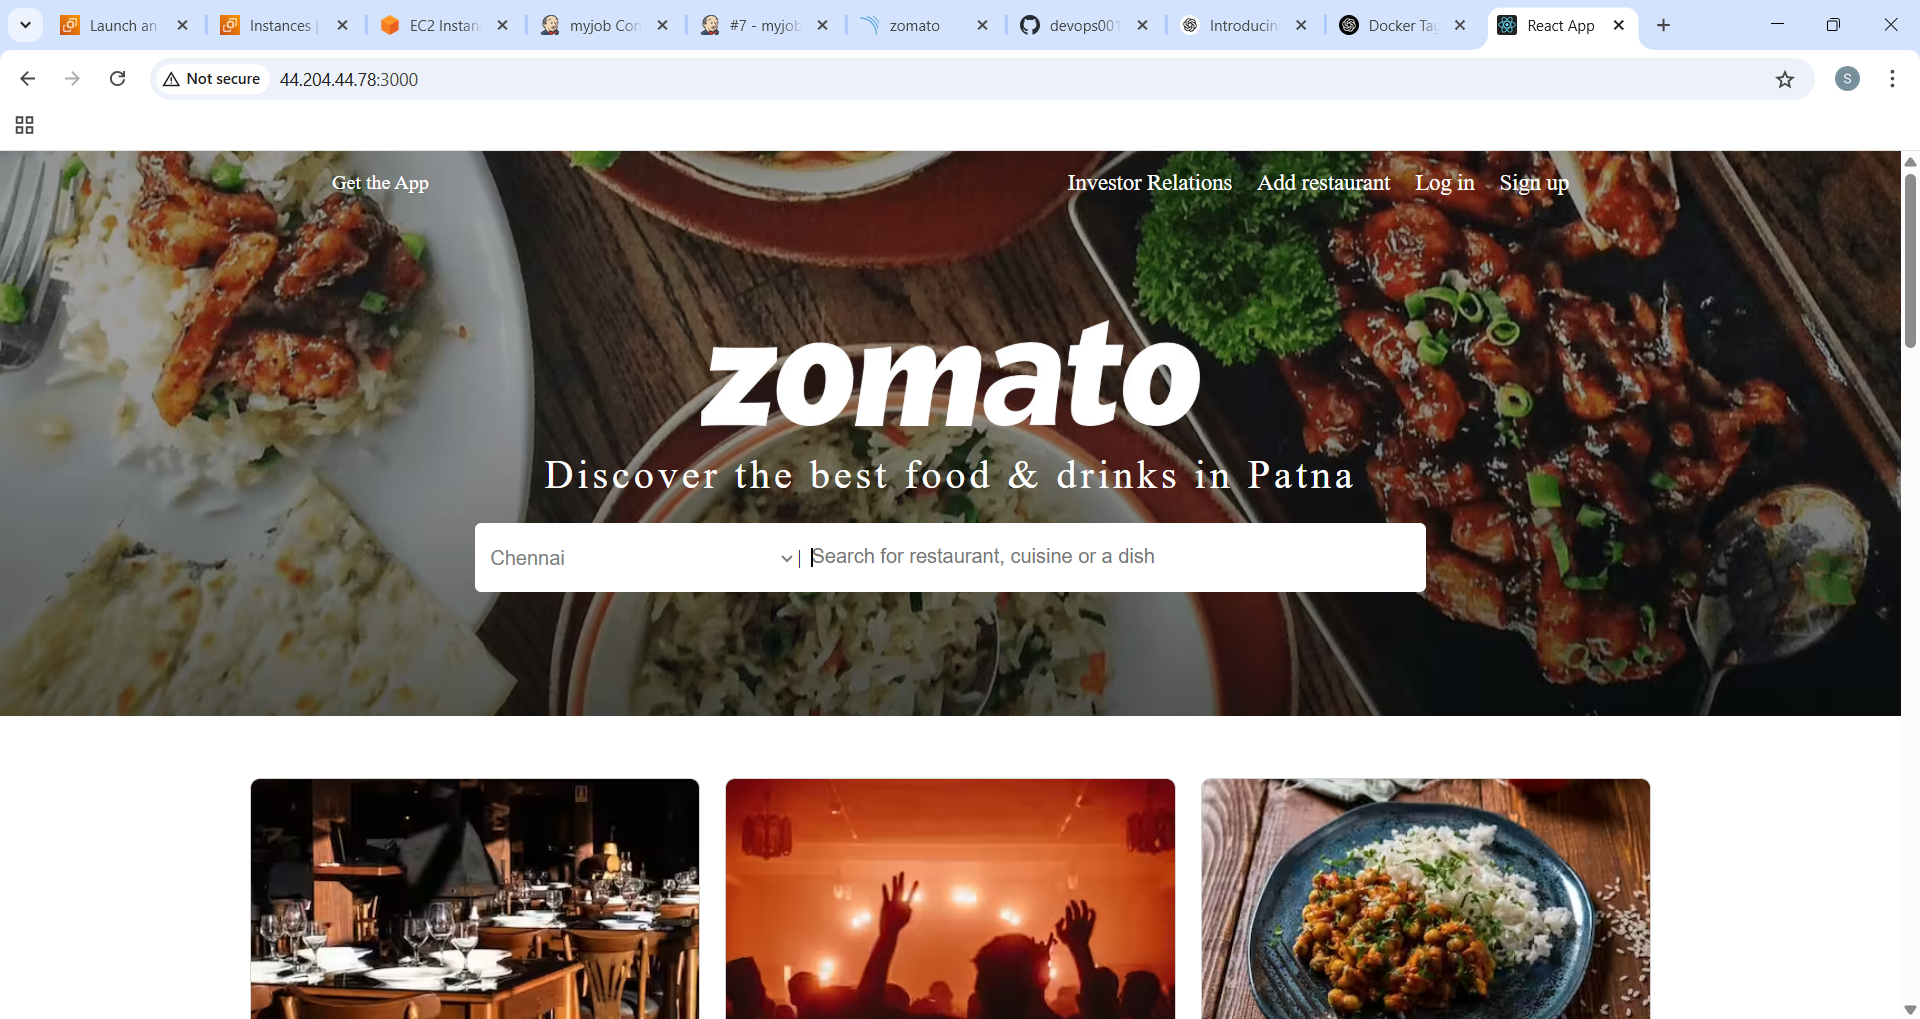 Launch an
Instances
EC2 Instan
myjob Con
#7 - myjob
zomato
devops001
Introducin
Docker Tag
React App
Not secure
44.204.44.78:3000
S
Get the App
Investor Relations
Add restaurant
Log in
Sign up
zomato
Discover the best food & drinks in Patna
Chennai
Search for restaurant, cuisine or a dish